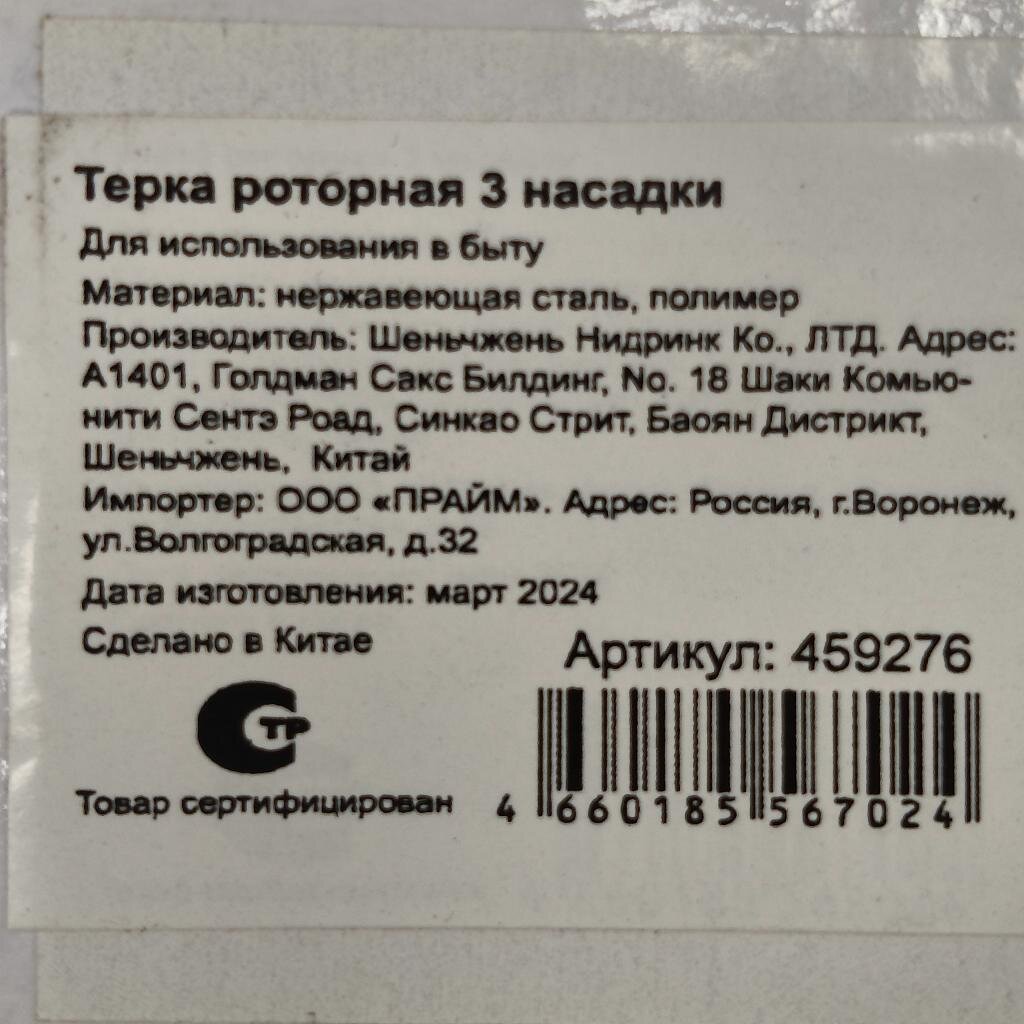 Терка роторная 3 насадки
Для использования в быту
Материал: нержавеющая сталь, полимер
Производитель: Шеньчжень Нидринк Ко., ЛТД. Адрес:
А1401, Голдман Сакс Билдинг, No. 18 Шаки Комью-
нити Сентэ Роад, Синкао Стрит, Баоян Дистрикт,
Шеньчжень, Китай
Импортер: ООО «ПРАЙМ». Адрес: Россия, г.Воронеж,
ул.Волгоградская, д.32
Дата изготовления: март 2024
Сделано в Китае
Артикул: 459276
СТР
Товар сертифицирован
4 660185 567024